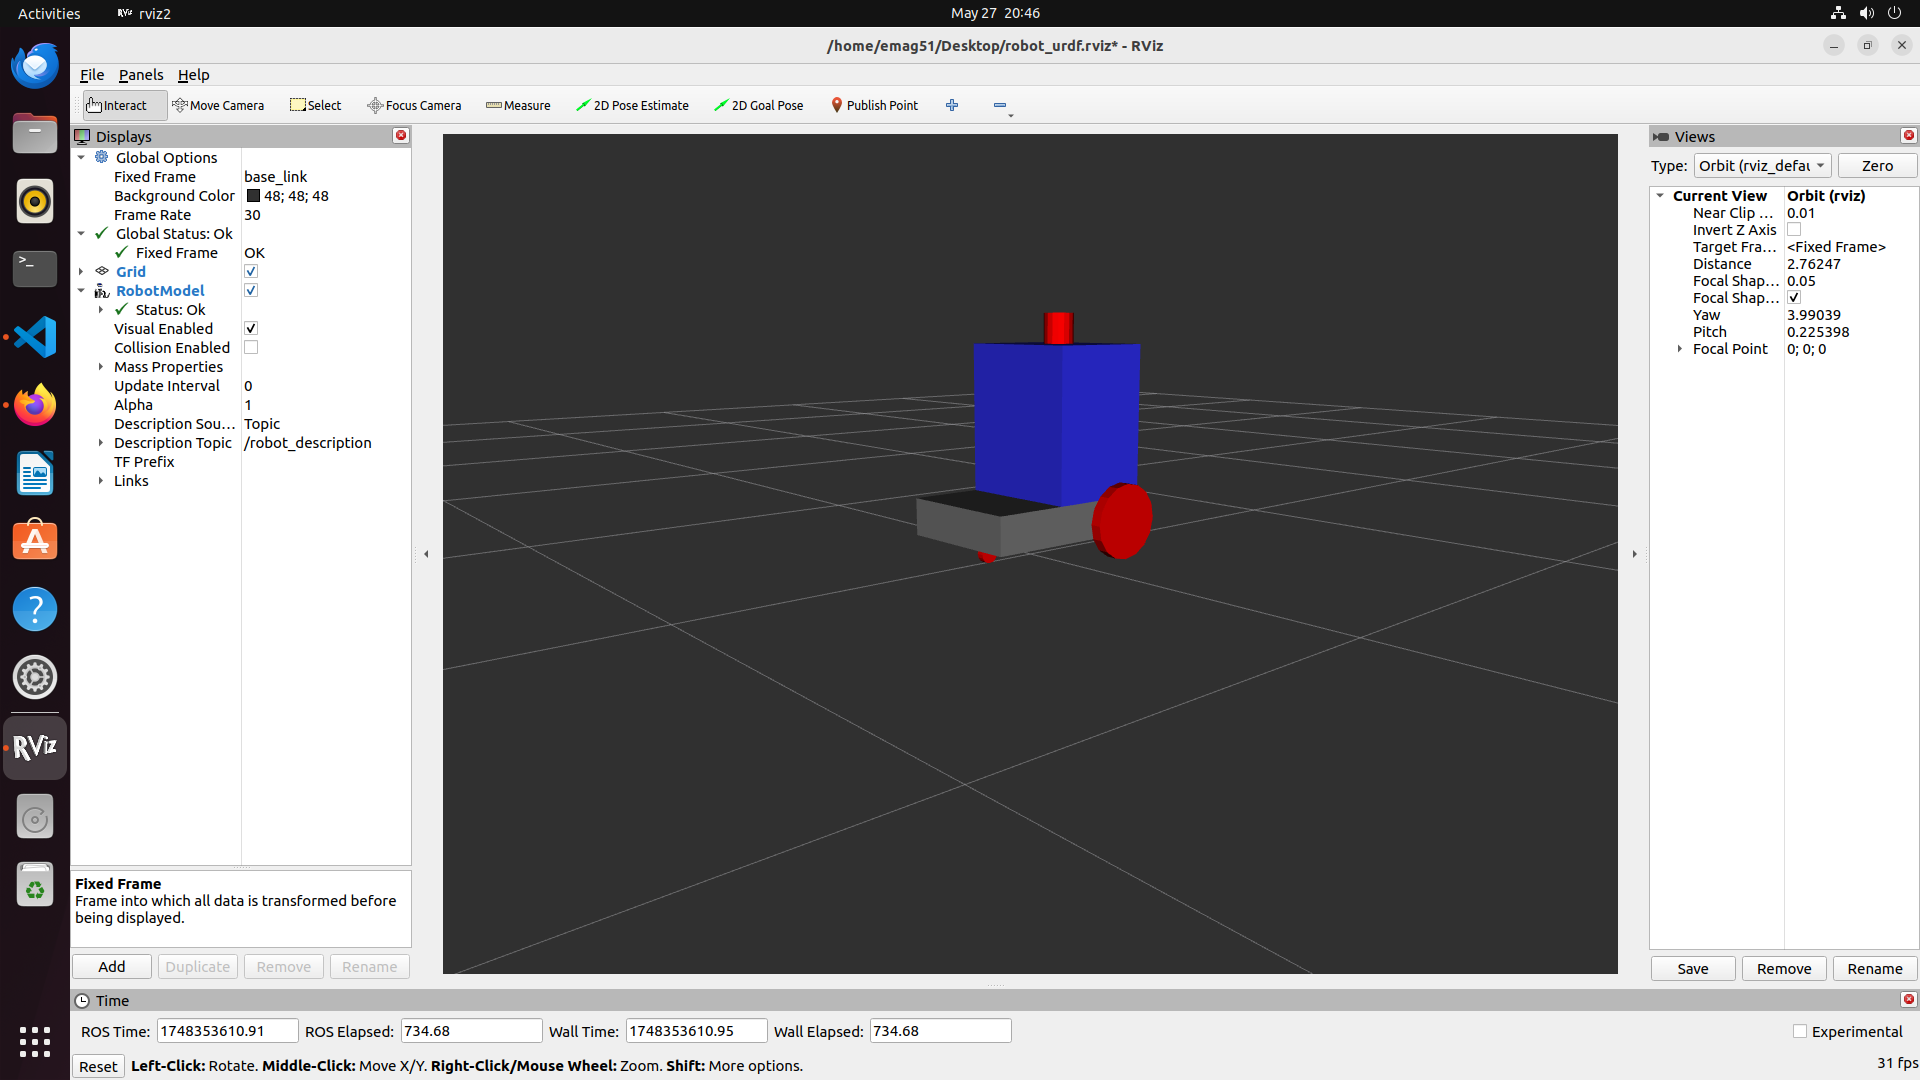 Activities RViz rviz2 May 27 20:46
/home/emag51/Desktop/robot_urdf.rviz* - RViz
File Panels Help
Interact Move Camera Select Focus Camera Measure 2D Pose Estimate 2D Goal Pose Publish Point
Displays
Global Options
Fixed Frame base_link
Background Color 48; 48; 48
Frame Rate 30
Global Status: Ok
Fixed Frame OK
Grid
RobotModel
Status: Ok
Visual Enabled
Collision Enabled
Mass Properties
Update Interval 0
Alpha 1
Description Sou... Topic
Description Topic /robot_description
TF Prefix
Links
Fixed Frame
Frame into which all data is transformed before
being displayed.
Add Duplicate Remove Rename
Views
Type: Orbit (rviz_defau Zero
Current View Orbit (rviz)
Near Clip ... 0.01
Invert Z Axis
Target Fra... <Fixed Frame>
Distance 2.76247
Focal Shap... 0.05
Focal Shap...
Yaw 3.99039
Pitch 0.225398
Focal Point 0; 0; 0
Save Remove Rename
RViz
Time
ROS Time: 1748353610.91 ROS Elapsed: 734.68 Wall Time: 1748353610.95 Wall Elapsed: 734.68 Experimental
Reset Left-Click: Rotate. Middle-Click: Move X/Y. Right-Click/Mouse Wheel: Zoom. Shift: More options. 31 fps